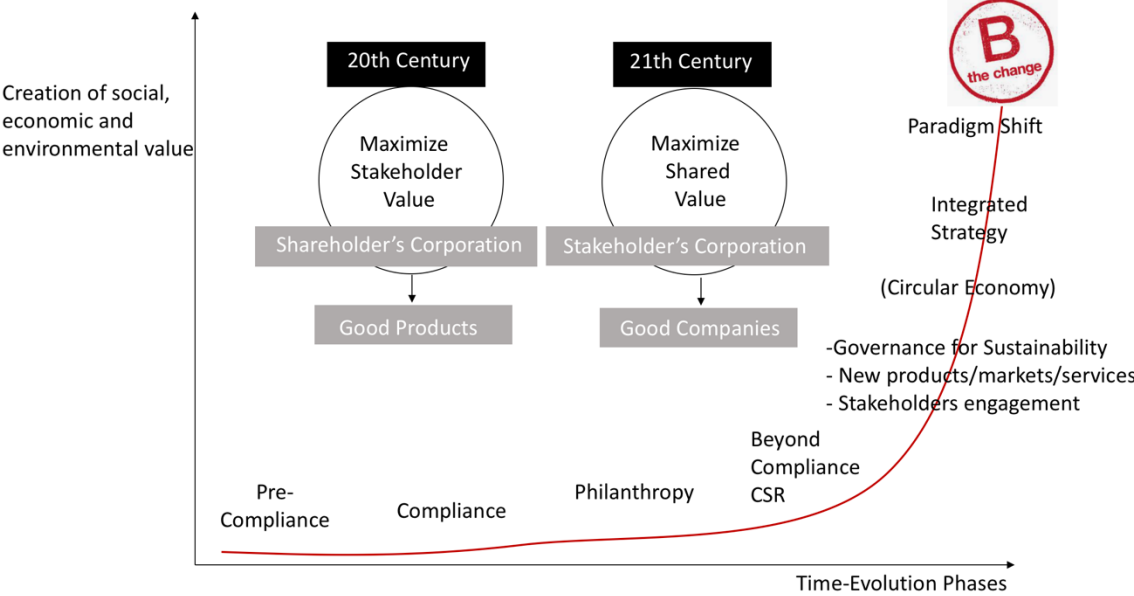 Creation of social,
economic and
environmental value
20th Century
Maximize
Stakeholder
Value
Shareholder's Corporation
Good Products
21th Century
Maximize
Shared
Value
Stakeholder's Corporation
Good Companies
B
the change
Paradigm Shift
Integrated
Strategy
(Circular Economy)
-Governance for Sustainability
- New products/markets/services
- Stakeholders engagement
Beyond
Compliance
CSR
Philanthropy
Compliance
Pre-
Compliance
Time-Evolution Phases